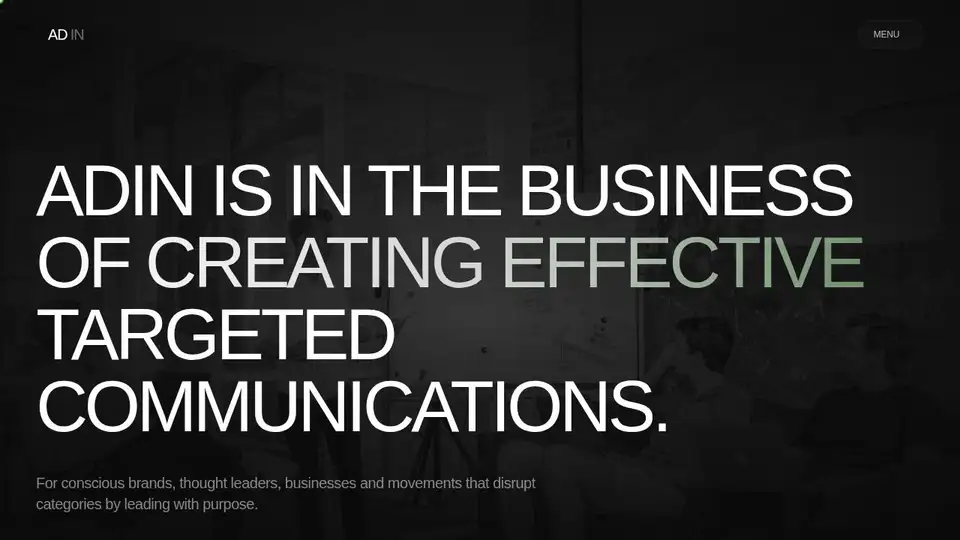 AD IN
MENU
ADIN IS IN THE BUSINESS
OF CREATING EFFECTIVE
TARGETED
COMMUNICATIONS.
For conscious brands, thought leaders, businesses and movements that disrupt
categories by leading with purpose.